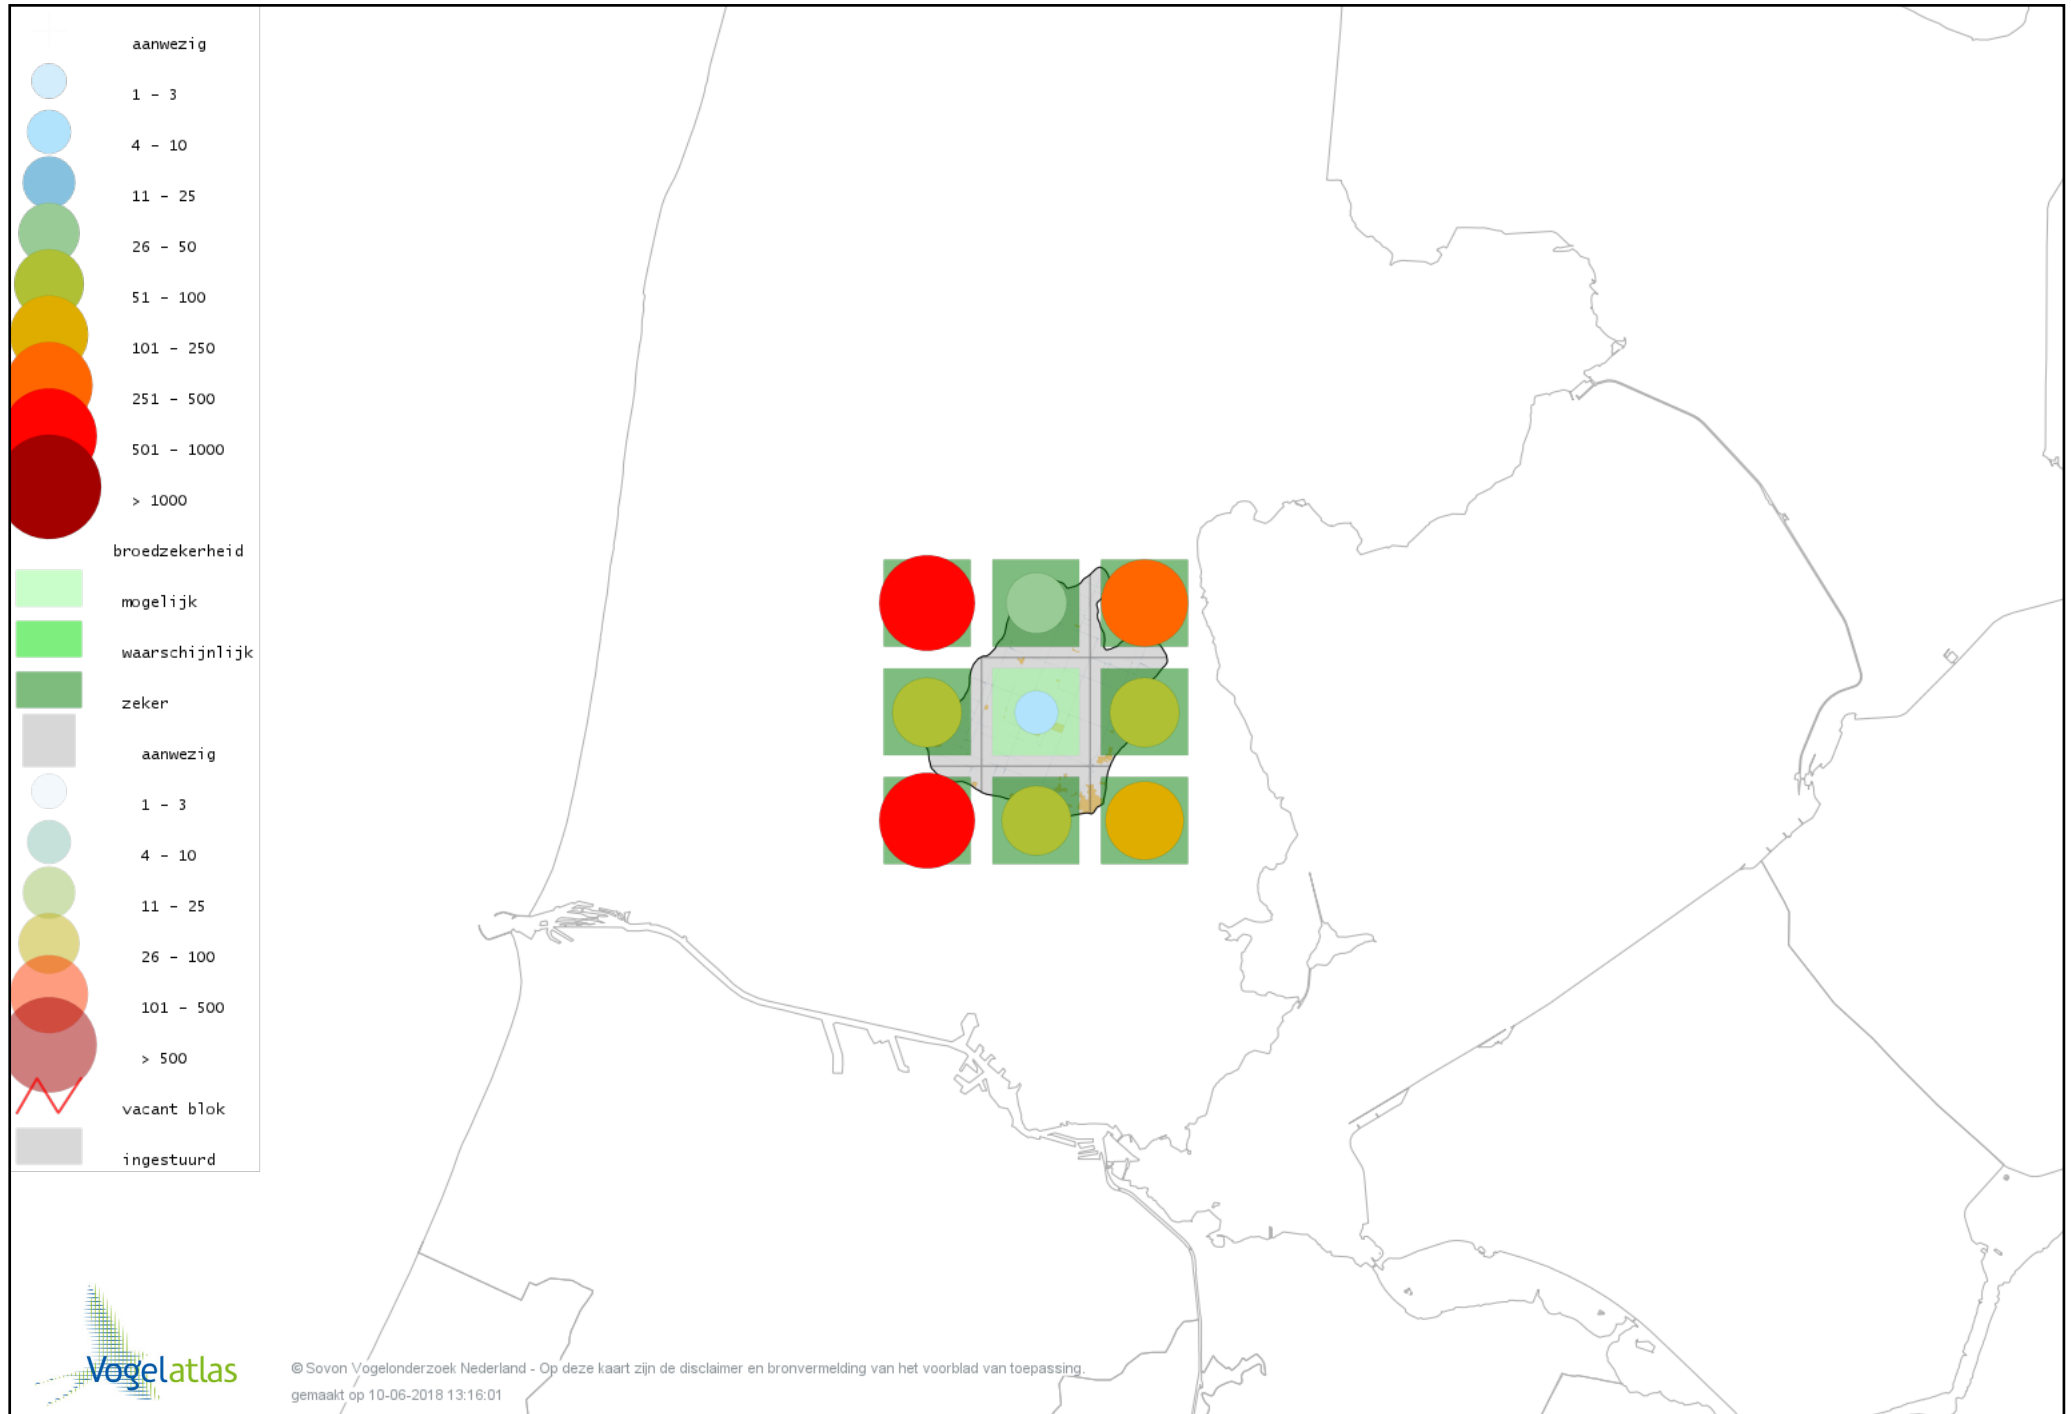 aanwezig
1 - 3
4 - 10
11 - 25
26 - 50
51 - 100
101 - 250
251 - 500
501 - 1000
> 1000
broedzekerheid
mogelijk
waarschijnlijk
zeker
aanwezig
1 - 3
4 - 10
11 - 25
26 - 100
101 - 500
> 500
vacant blok
ingestuurd
Vogelatlas
© Sovon Vogelonderzoek Nederland - Op deze kaart zijn de disclaimer en bronvermelding van het voorblad van toepassing.
gemaakt op 10-06-2018 13:16:01